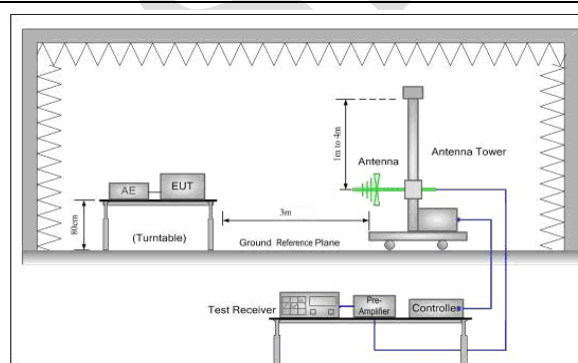 1m to 4m
Antenna
Antenna Tower
AE
EUT
80cm
(Turntable)
3m
Ground Reference Plane
Test Receiver
Pre-
Amplifier
Controller